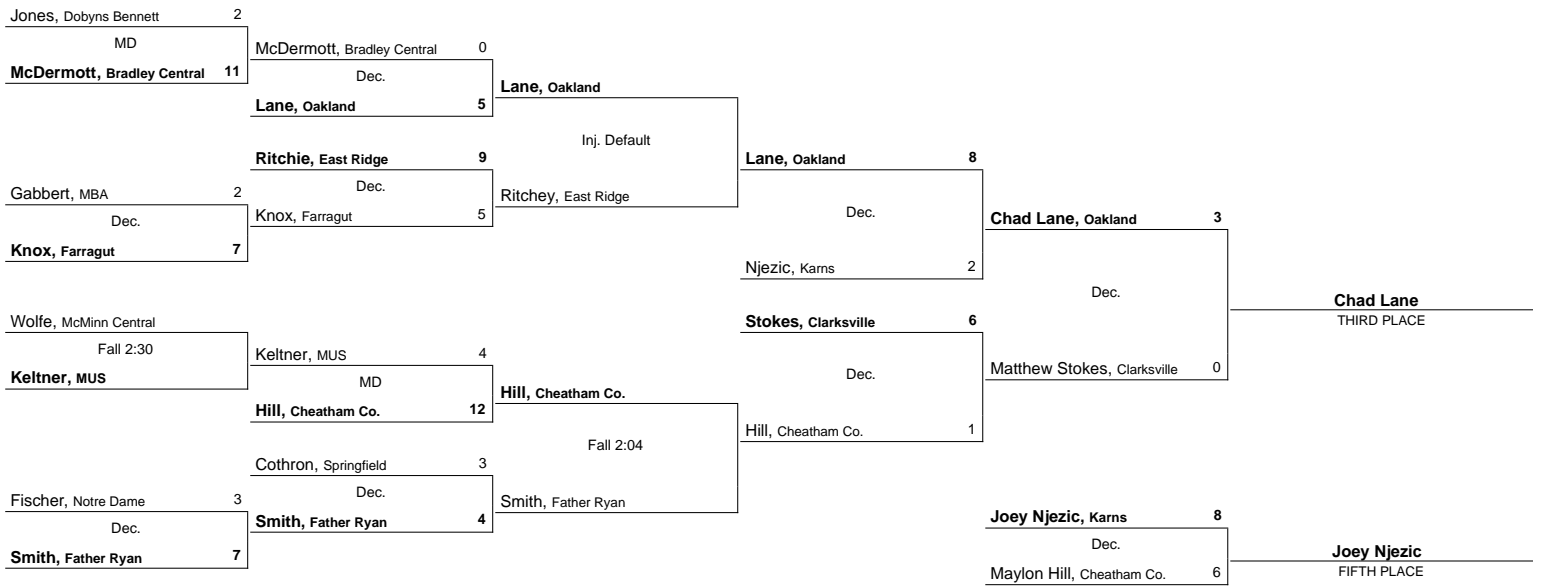 Jones, Dobyns Bennett 2
MD
McDermott, Bradley Central 11
Gabbert, MBA 2
Dec.
Knox, Farragut 7
Wolfe, McMinn Central
Fall 2:30
Keltner, MUS
Fischer, Notre Dame 3
Dec.
Smith, Father Ryan 7
McDermott, Bradley Central 0
Dec.
Lane, Oakland 5
Ritchie, East Ridge 9
Dec.
Knox, Farragut 5
Keltner, MUS 4
MD
Hill, Cheatham Co. 12
Cothron, Springfield 3
Dec.
Smith, Father Ryan 4
Lane, Oakland
Inj. Default
Ritchey, East Ridge
Hill, Cheatham Co.
Fall 2:04
Smith, Father Ryan
Lane, Oakland 8
Dec.
Njezic, Karns 2
Stokes, Clarksville 6
Dec.
Hill, Cheatham Co. 1
Chad Lane, Oakland 3
Dec.
Matthew Stokes, Clarksville 0
Joey Njezic, Karns 8
Dec.
Maylon Hill, Cheatham Co. 6
Chad Lane
THIRD PLACE
Joey Njezic
FIFTH PLACE